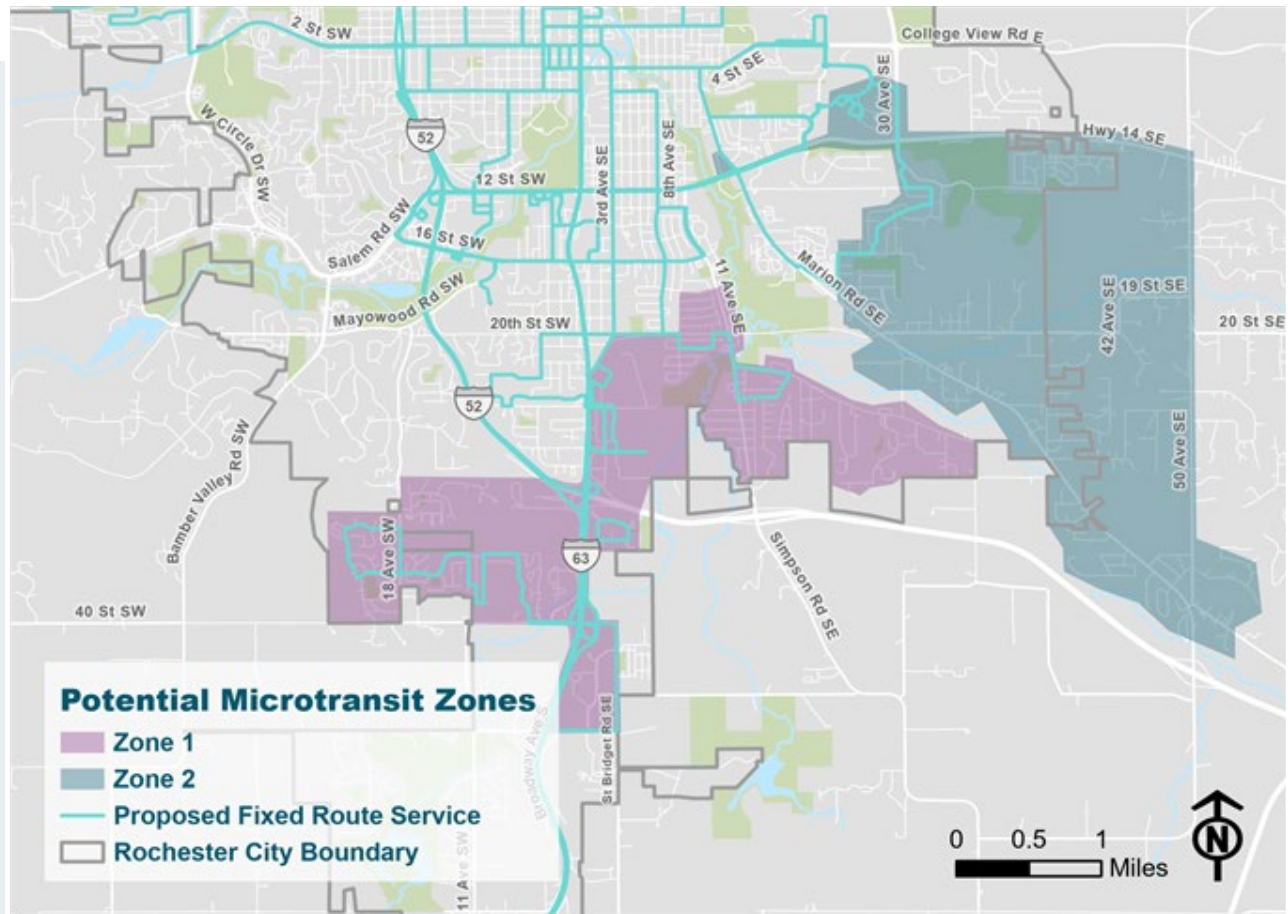 2 St SW
College View Rd E
4 St SE
30 Ave SE
W Circle Dr SW
52
Hwy 14 SE
12 St SW
3rd Ave SE
8th Ave SE
Salem Rd SW
16 St SW
Marion Rd SE
11 Ave SE
Mayowood Rd SW
20th St SW
42 Ave SE
19 St SE
20 St SE
52
Bamber Valley Rd SW
50 Ave SE
18 Ave SW
63
Simpson Rd SE
40 St SW
Potential Microtransit Zones
Zone 1
Zone 2
Proposed Fixed Route Service
Rochester City Boundary
Broadway Ave S
St Bridget Rd SE
11 Ave SW
0 0.5 1
Miles
N